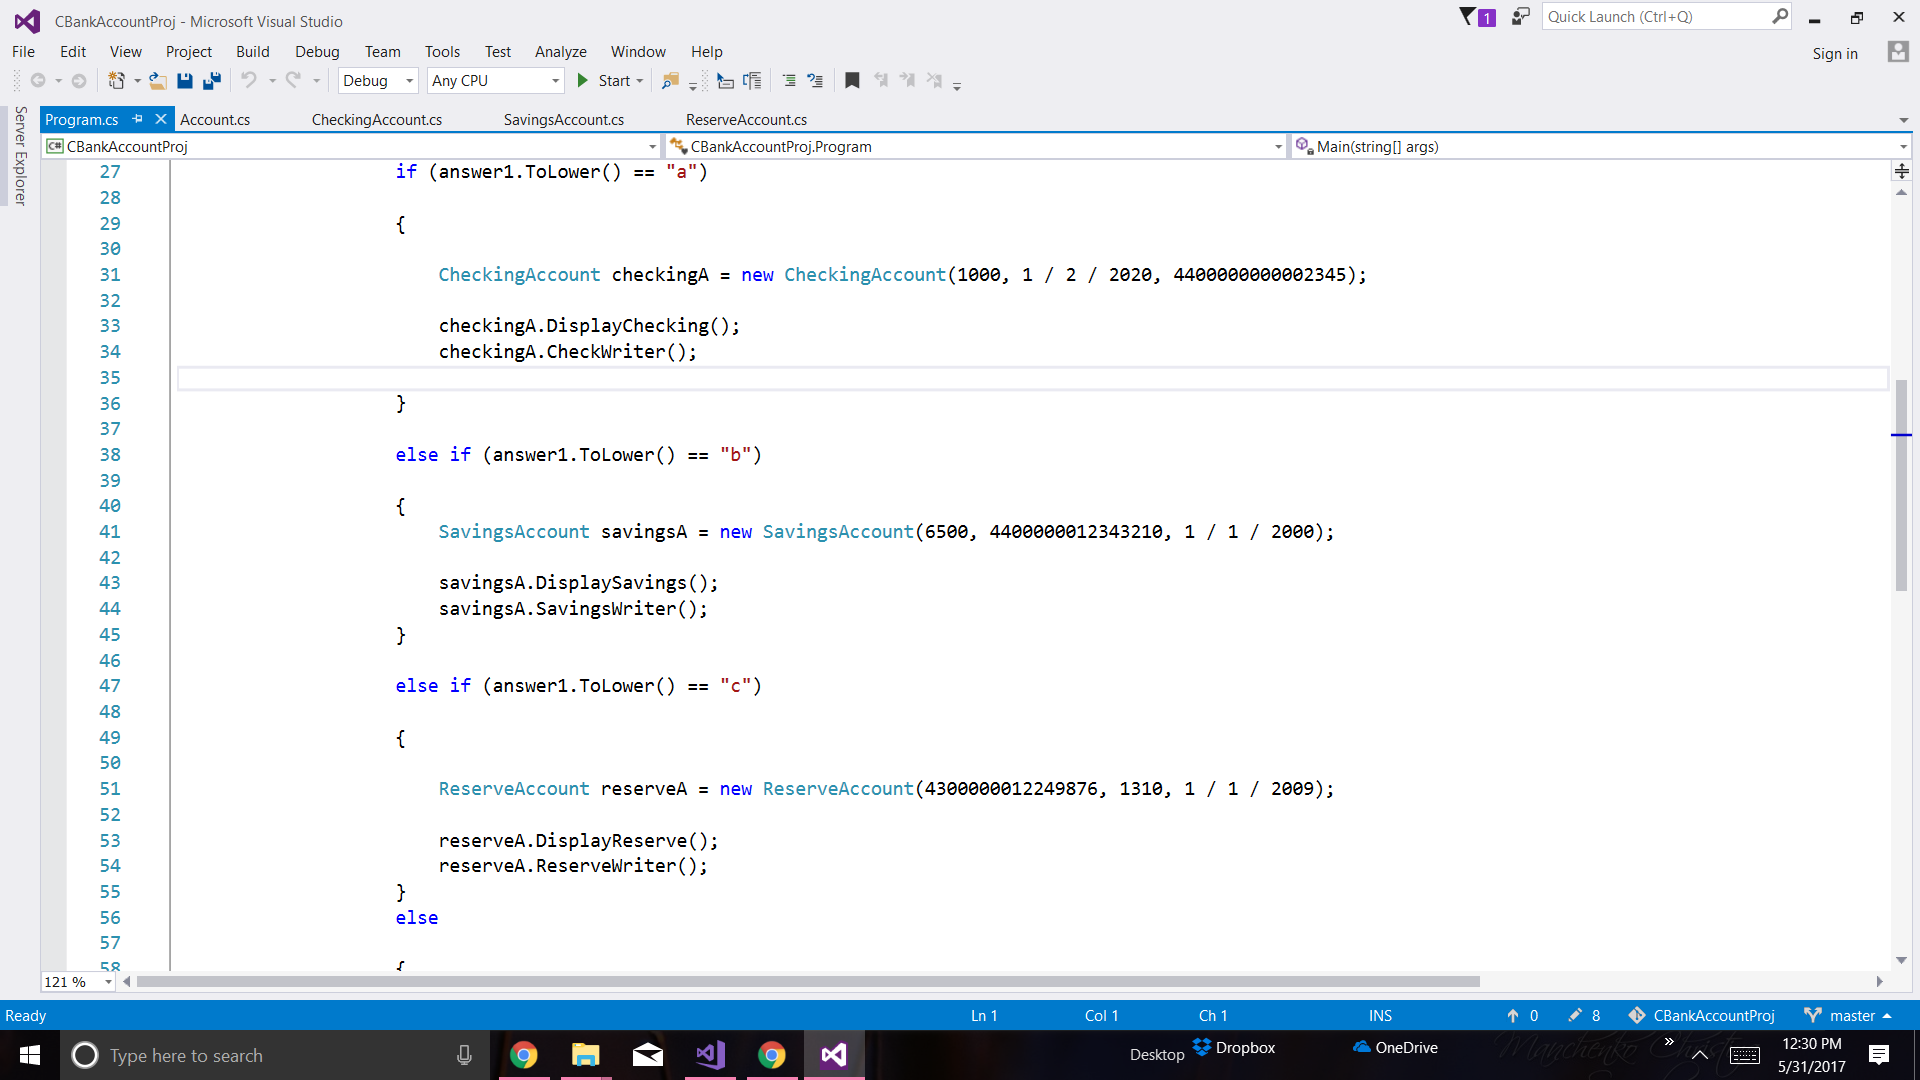 CBankAccountProj - Microsoft Visual Studio
1
Quick Launch (Ctrl+Q)
File Edit View Project Build Debug Team Tools Test Analyze Window Help
Sign in
Debug Any CPU Start
Server Explorer
Program.cs Account.cs CheckingAccount.cs SavingsAccount.cs ReserveAccount.cs
C# CBankAccountProj CBankAccountProj.Program Main(string[] args)
27 if (answer1.ToLower() == "a")
28
29 {
30
31 CheckingAccount checkingA = new CheckingAccount(1000, 1 / 2 / 2020, 4400000000002345);
32
33 checkingA.DisplayChecking();
34 checkingA.CheckWriter();
35
36 }
37
38 else if (answer1.ToLower() == "b")
39
40 {
41 SavingsAccount savingsA = new SavingsAccount(6500, 4400000012343210, 1 / 1 / 2000);
42
43 savingsA.DisplaySavings();
44 savingsA.SavingsWriter();
45 }
46
47 else if (answer1.ToLower() == "c")
48
49 {
50
51 ReserveAccount reserveA = new ReserveAccount(4300000012249876, 1310, 1 / 1 / 2009);
52
53 reserveA.DisplayReserve();
54 reserveA.ReserveWriter();
55 }
56 else
57
58 {
121 %
Ready Ln 1 Col 1 Ch 1 INS 0 8 CBankAccountProj master
Type here to search
Desktop Dropbox OneDrive
Manchenko
12:30 PM
5/31/2017